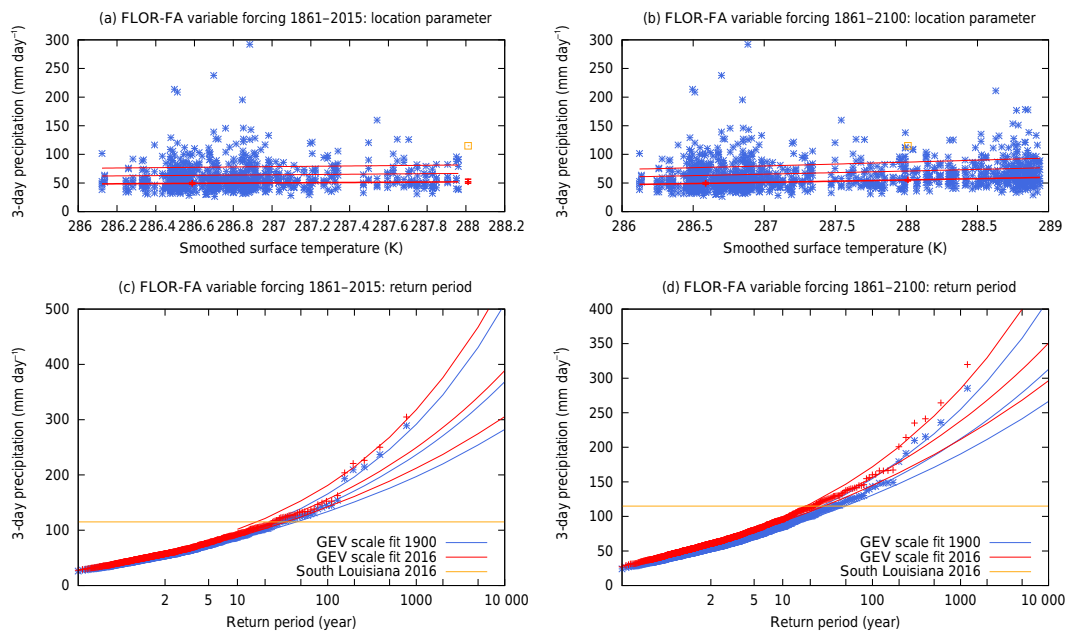 (a) FLOR-FA variable forcing 1861–2015: location parameter
3-day precipitation (mm day⁻¹)
300
250
200
150
100
50
0
286 286.2 286.4 286.6 286.8 287 287.2 287.4 287.6 287.8 288 288.2
Smoothed surface temperature (K)
(b) FLOR-FA variable forcing 1861–2100: location parameter
3-day precipitation (mm day⁻¹)
300
250
200
150
100
50
0
286 286.5 287 287.5 288 288.5 289
Smoothed surface temperature (K)
(c) FLOR-FA variable forcing 1861–2015: return period
3-day precipitation (mm day⁻¹)
500
400
300
200
100
0
GEV scale fit 1900
GEV scale fit 2016
South Louisiana 2016
2 5 10 100 1000 10 000
Return period (year)
(d) FLOR-FA variable forcing 1861–2100: return period
3-day precipitation (mm day⁻¹)
400
350
300
250
200
150
100
50
0
GEV scale fit 1900
GEV scale fit 2016
South Louisiana 2016
2 5 10 100 1000 10 000
Return period (year)